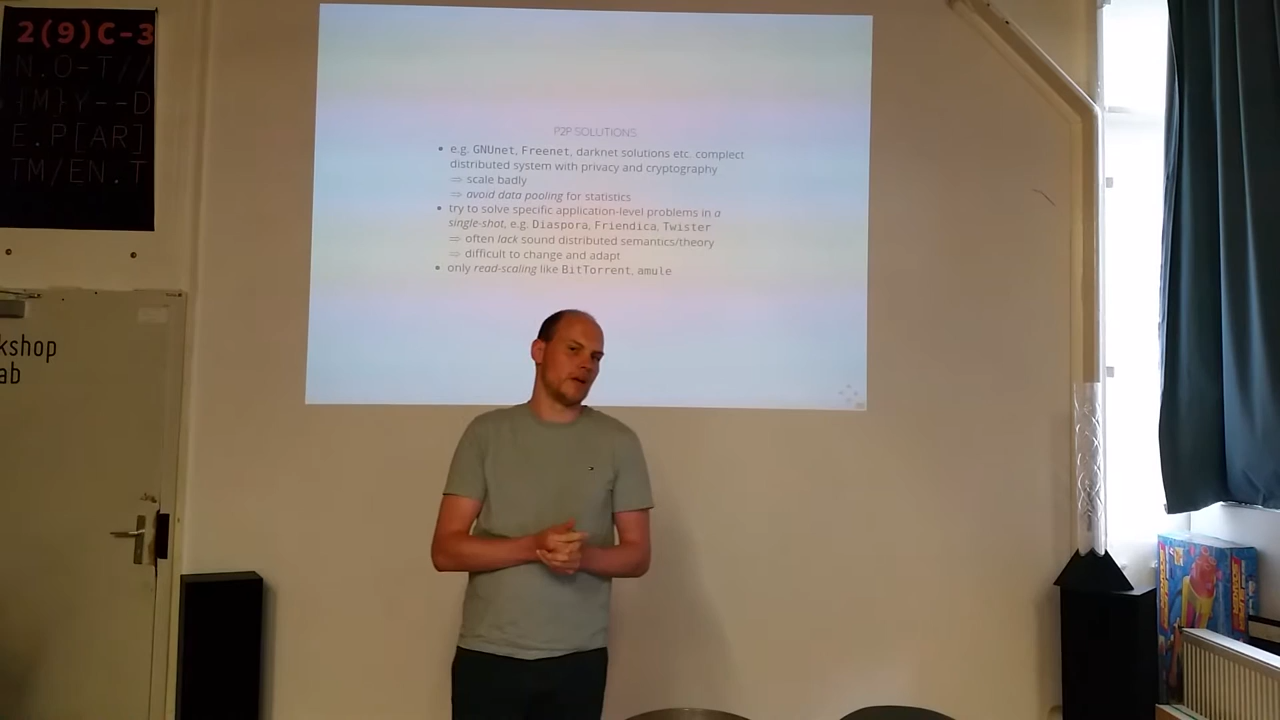 2(9)C-3
N.O-T//
{M}Y--D
E.P[AR]
TM/EN.T
kshop
ab
P2P SOLUTIONS
• e.g. GNUnet, Freenet, darknet solutions etc. complect
distributed system with privacy and cryptography
⇒ scale badly
⇒ avoid data pooling for statistics
• try to solve specific application-level problems in a
single-shot, e.g. Diaspora, Friendica, Twister
⇒ often lack sound distributed semantics/theory
⇒ difficult to change and adapt
• only read-scaling like BitTorrent, amule